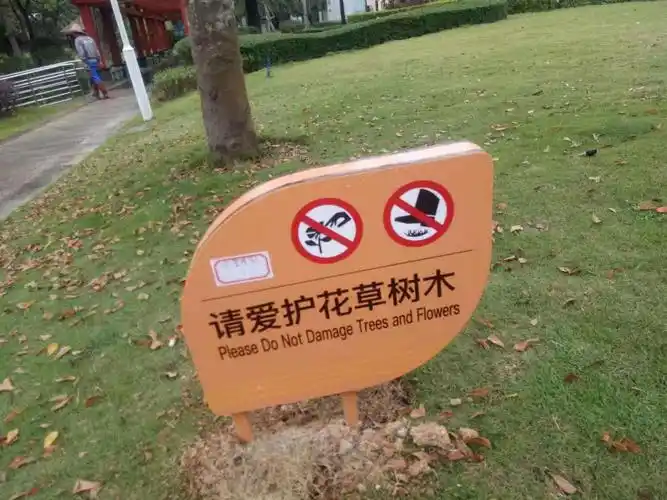 请爱护花草树木
Please Do Not Damage Trees and Flowers